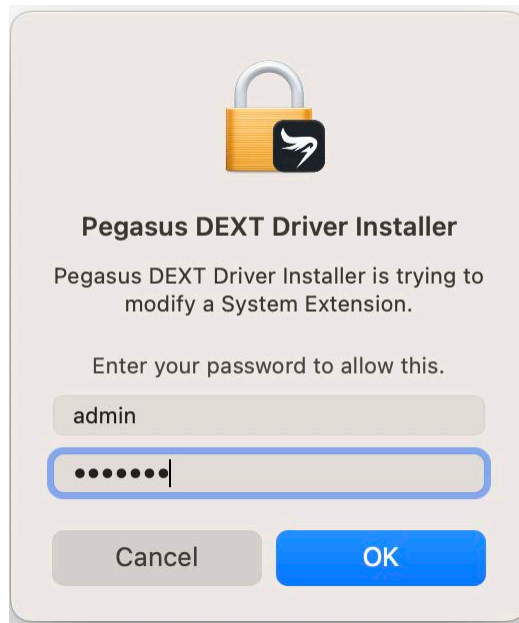 Pegasus DEXT Driver Installer
Pegasus DEXT Driver Installer is trying to
modify a System Extension.
Enter your password to allow this.
admin
•••••••
Cancel
OK